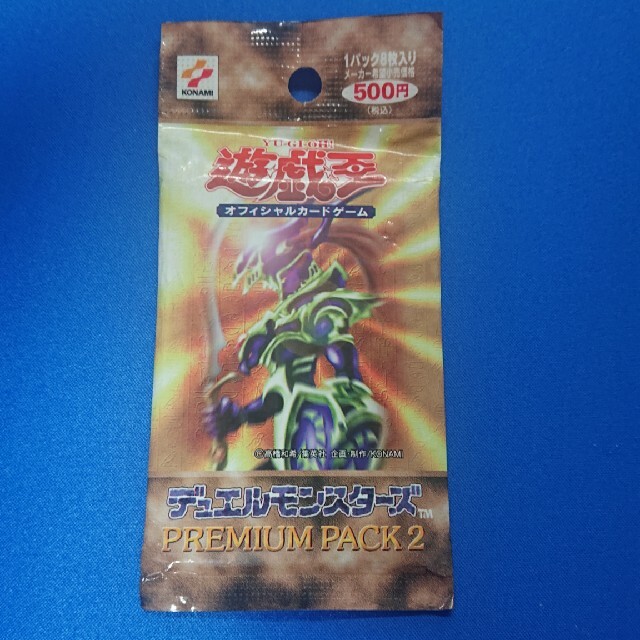 KONAMI
1パック8枚入り
メーカー希望小売価格
500円
(税込)
YU-GI-OH!
遊戯王
オフィシャルカードゲーム
©高橋和希・集英社 企画・制作/KONAMI
デュエルモンスターズ™
PREMIUM PACK 2